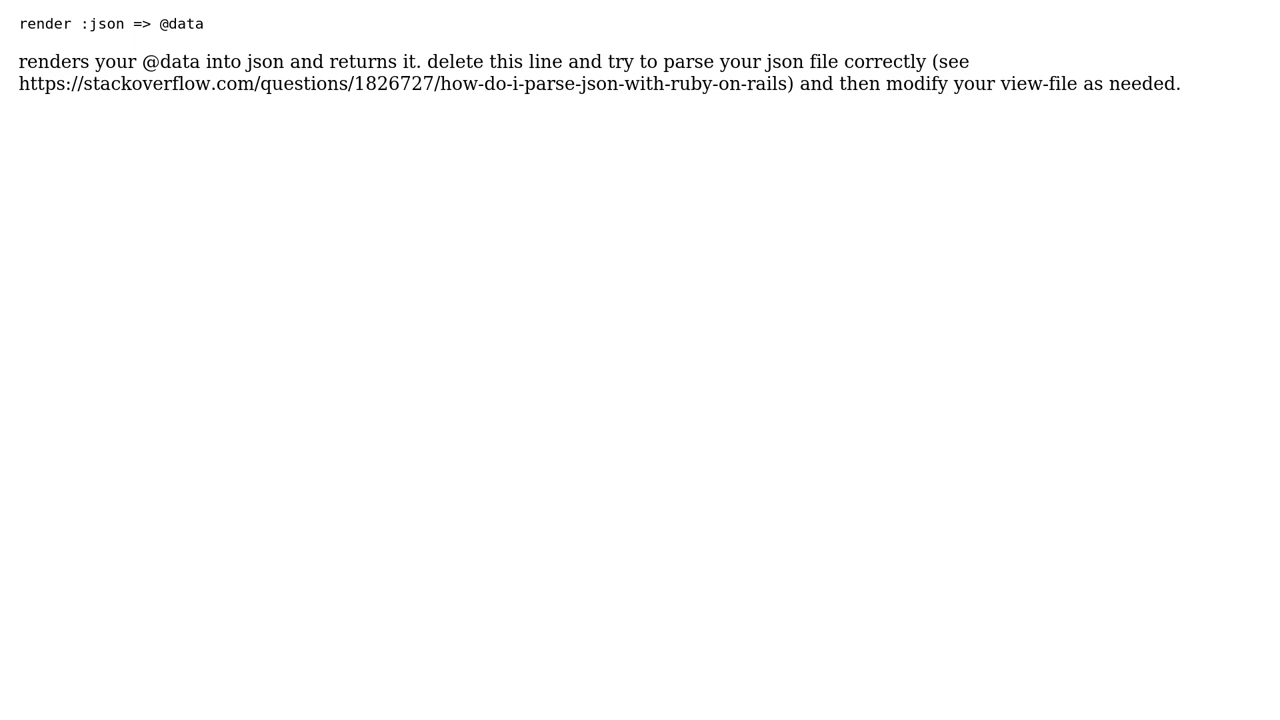 render :json => @data
renders your @data into json and returns it. delete this line and try to parse your json file correctly (see
https://stackoverflow.com/questions/1826727/how-do-i-parse-json-with-ruby-on-rails) and then modify your view-file as needed.